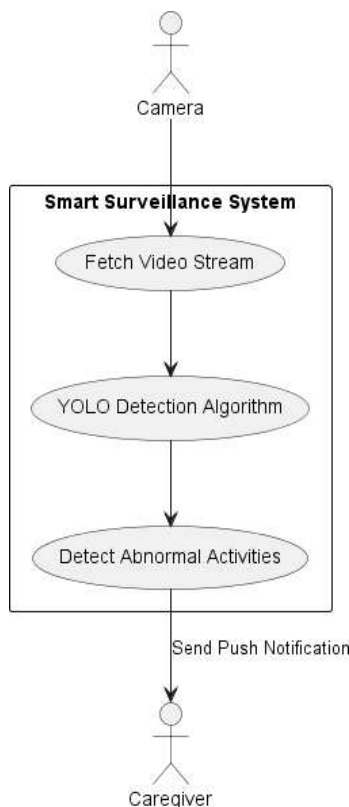 Camera
Smart Surveillance System
Fetch Video Stream
YOLO Detection Algorithm
Detect Abnormal Activities
Send Push Notification
Caregiver